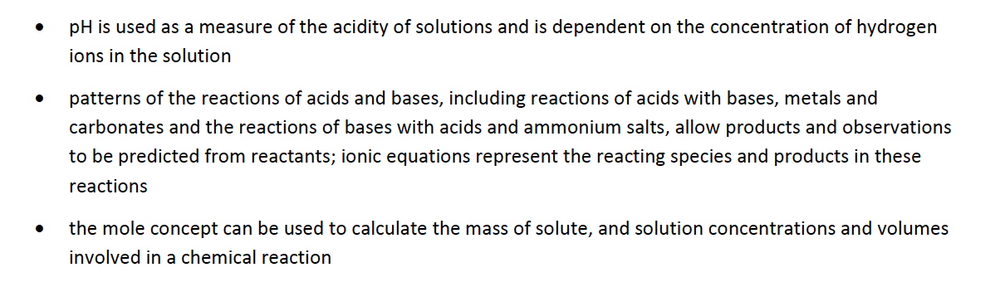 • pH is used as a measure of the acidity of solutions and is dependent on the concentration of hydrogen
ions in the solution
• patterns of the reactions of acids and bases, including reactions of acids with bases, metals and
carbonates and the reactions of bases with acids and ammonium salts, allow products and observations
to be predicted from reactants; ionic equations represent the reacting species and products in these
reactions
• the mole concept can be used to calculate the mass of solute, and solution concentrations and volumes
involved in a chemical reaction